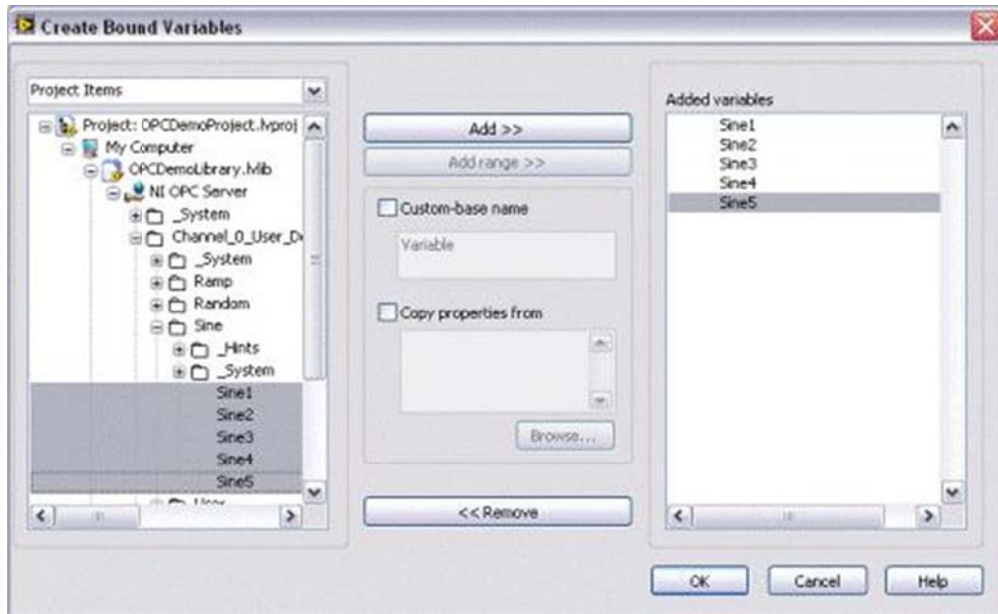 Create Bound Variables
Project Items
Project: OPCDemoProject.lvproj
My Computer
OPCDemoLibrary.lvlib
NI OPC Server
_System
Channel_0_User_De
_System
Ramp
Random
Sine
_Hints
_System
Sine1
Sine2
Sine3
Sine4
Sine5
User
Add >>
Add range >>
Custom-base name
Variable
Copy properties from
Browse...
<< Remove
Added variables
Sine1
Sine2
Sine3
Sine4
Sine5
OK
Cancel
Help